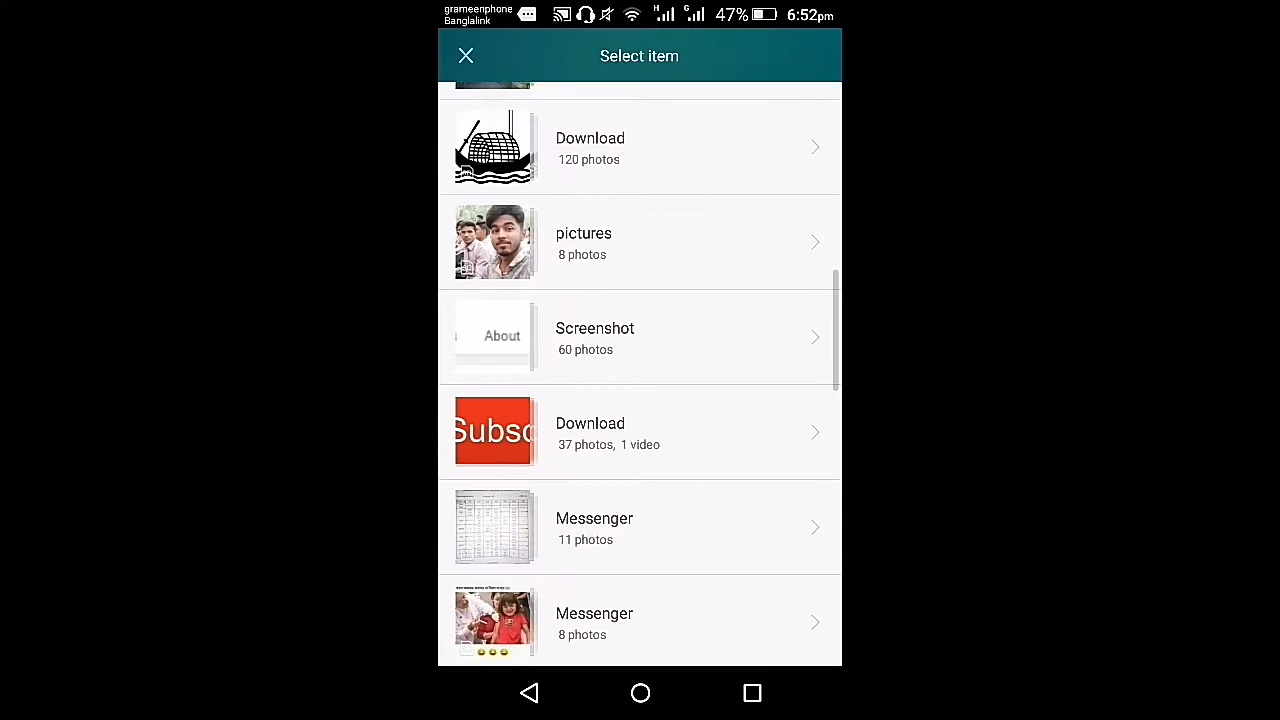 grameenphone
Banglalink
H
G
47%
6:52pm
Select item
Download
120 photos
pictures
8 photos
Screenshot
60 photos
About
Download
37 photos, 1 video
Subsc
Messenger
11 photos
Messenger
8 photos